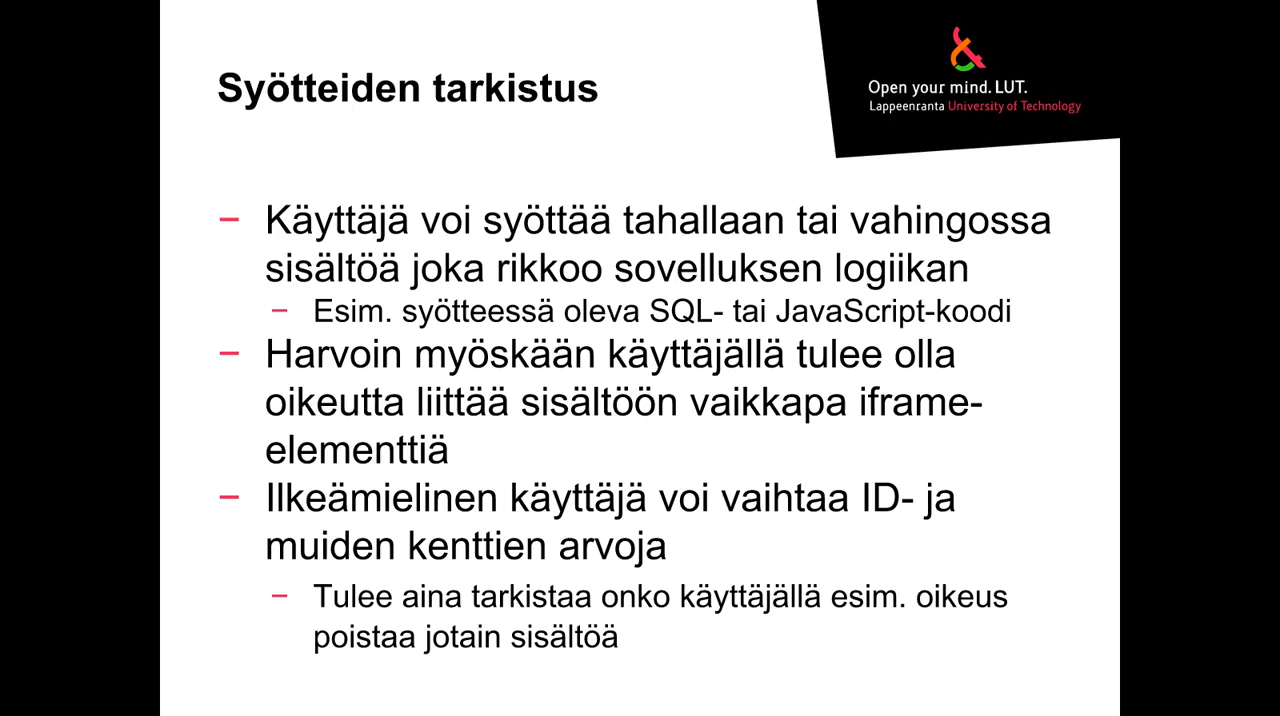 Syötteiden tarkistus
Open your mind. LUT.
Lappeenranta University of Technology
– Käyttäjä voi syöttää tahallaan tai vahingossa
sisältöä joka rikkoo sovelluksen logiikan
– Esim. syötteessä oleva SQL- tai JavaScript-koodi
– Harvoin myöskään käyttäjällä tulee olla
oikeutta liittää sisältöön vaikkapa iframe-
elementtiä
– Ilkeämielinen käyttäjä voi vaihtaa ID- ja
muiden kenttien arvoja
– Tulee aina tarkistaa onko käyttäjällä esim. oikeus
poistaa jotain sisältöä